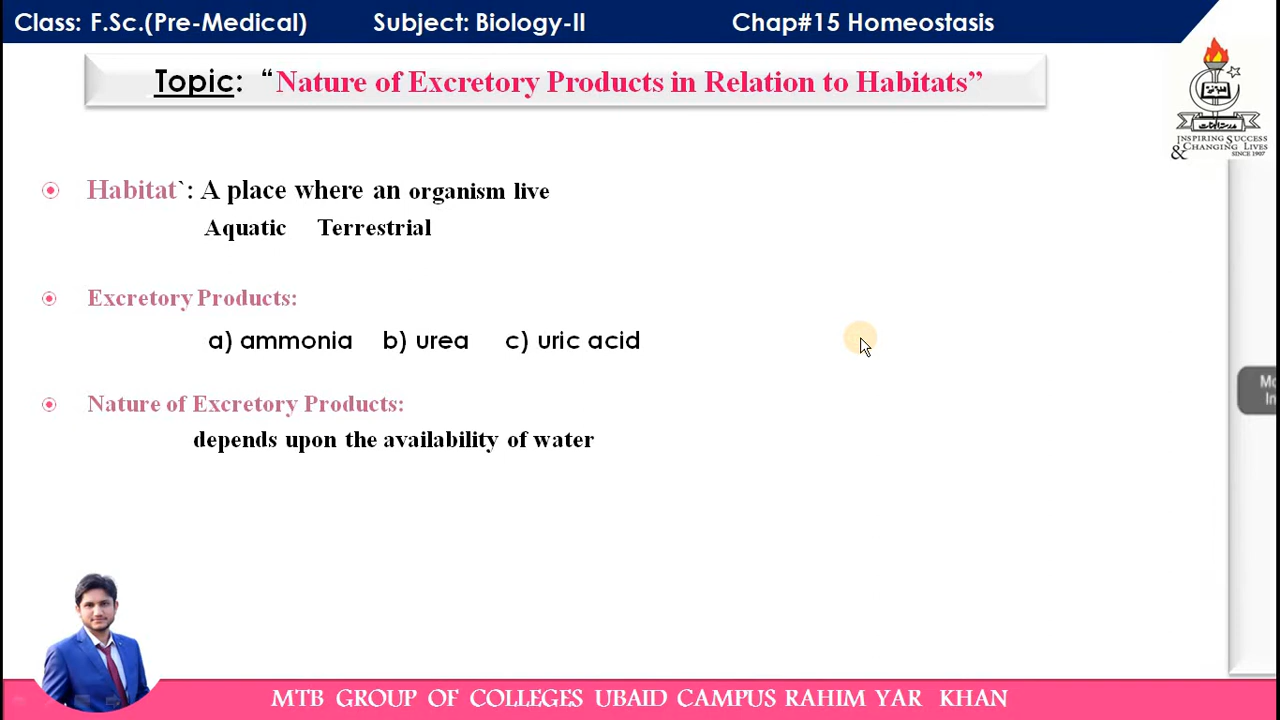 Class: F.Sc.(Pre-Medical) Subject: Biology-II Chap#15 Homeostasis
Topic: “Nature of Excretory Products in Relation to Habitats”
INSPIRING SUCCESS
& CHANGING LIVES
SINCE 1907
Habitat`: A place where an organism live
Aquatic Terrestrial
Excretory Products:
a) ammonia b) urea c) uric acid
Nature of Excretory Products:
depends upon the availability of water
MTB GROUP OF COLLEGES UBAID CAMPUS RAHIM YAR KHAN